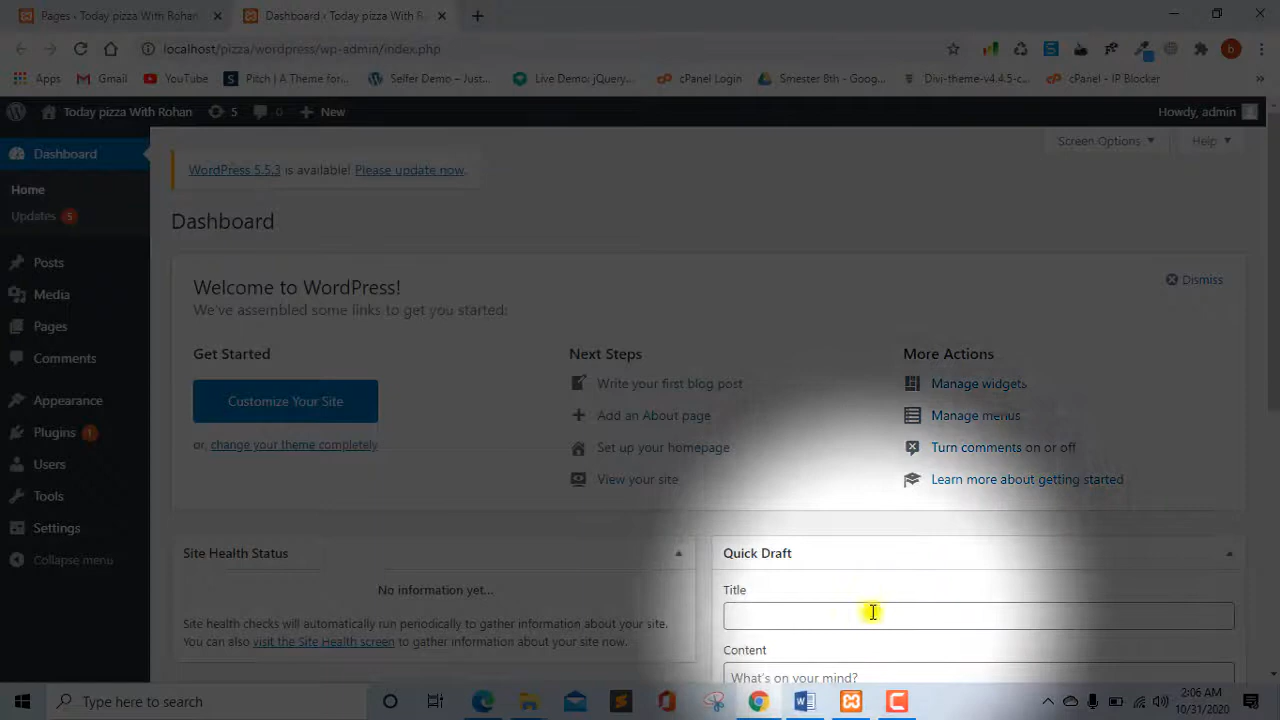 Pages ‹ Today pizza With Rohan
Dashboard ‹ Today pizza With R
localhost/pizza/wordpress/wp-admin/index.php
b
Apps
Gmail
YouTube
Pitch | A Theme for...
Selfer Demo – Just...
Live Demo: jQuery...
cPanel Login
Smester 8th - Goog...
Divi-theme-v4.4.5-c...
cPanel - IP Blocker
»
Today pizza With Rohan
5
0
New
Howdy, admin
Dashboard
Home
Updates 5
Posts
Media
Pages
Comments
Appearance
Plugins 1
Users
Tools
Settings
Collapse menu
Screen Options
Help
WordPress 5.5.3 is available! Please update now.
Dashboard
Dismiss
Welcome to WordPress!
We've assembled some links to get you started:
Get Started
Customize Your Site
or, change your theme completely
Next Steps
Write your first blog post
Add an About page
Set up your homepage
View your site
More Actions
Manage widgets
Manage menus
Turn comments on or off
Learn more about getting started
Site Health Status
No information yet...
Site health checks will automatically run periodically to gather information about your site.
You can also visit the Site Health screen to gather information about your site now.
Quick Draft
Title
Content
What's on your mind?
Type here to search
2:06 AM
10/31/2020